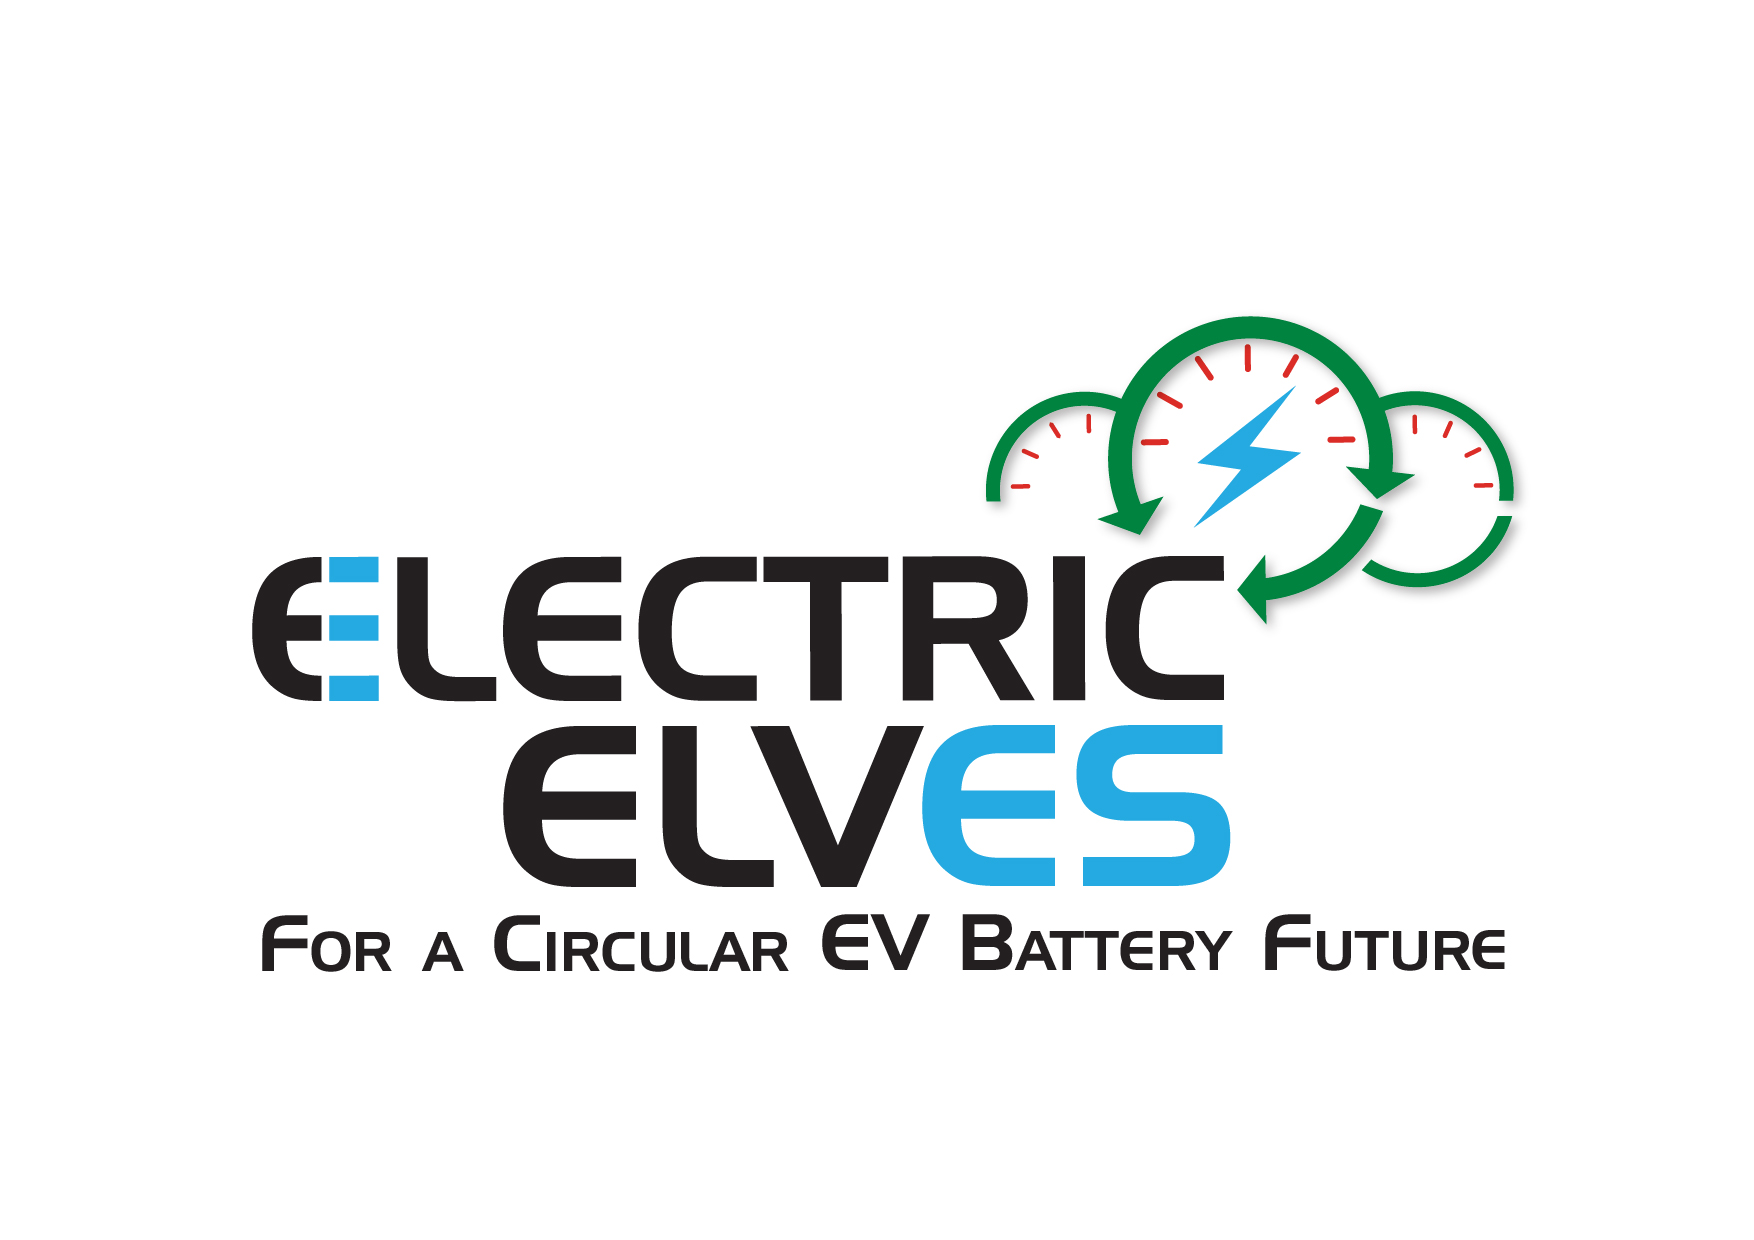 ELECTRIC
ELVES
FOR A CIRCULAR EV BATTERY FUTURE